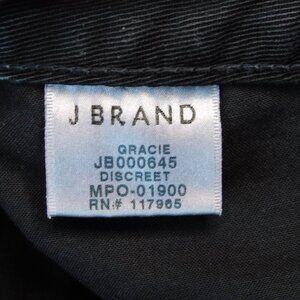 J BRAND
GRACIE
JB000645
DISCREET
MPO-01900
RN# 117965